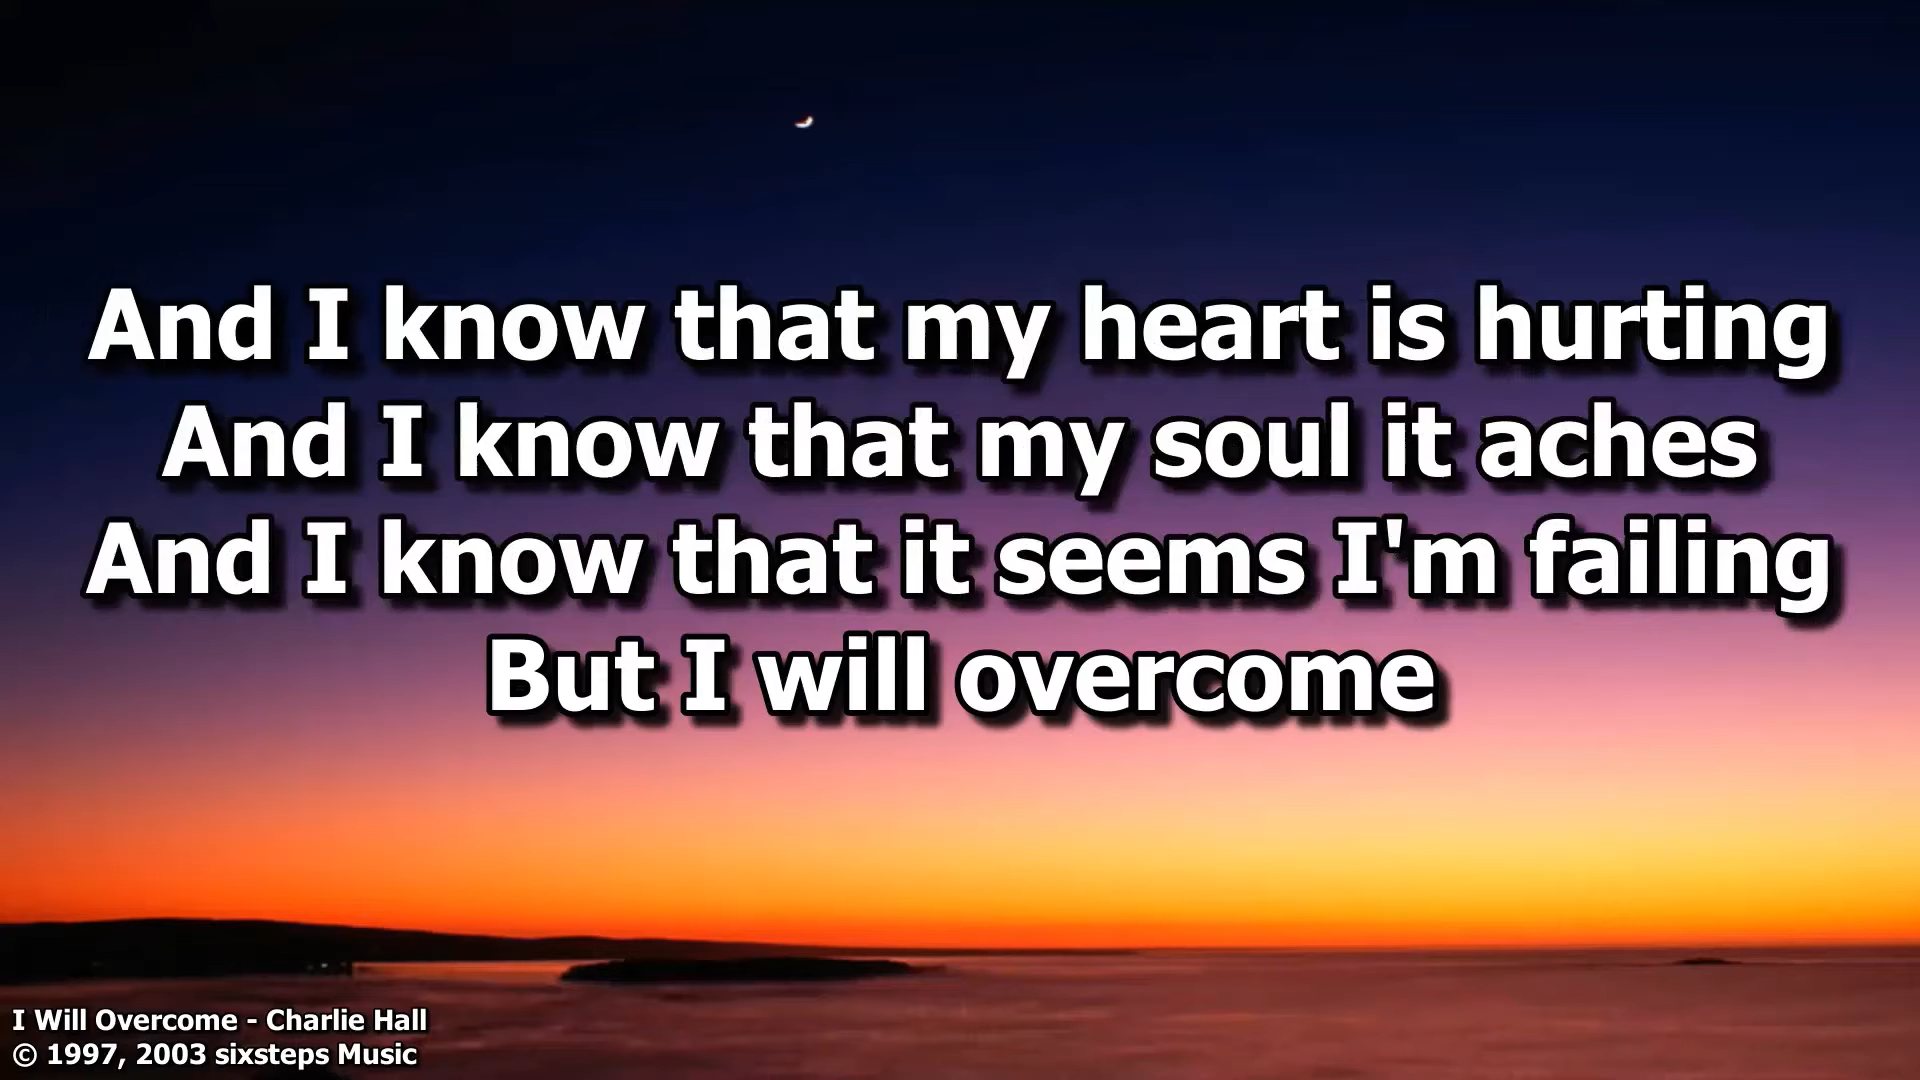 And I know that my heart is hurting
And I know that my soul it aches
And I know that it seems I'm failing
But I will overcome
I Will Overcome - Charlie Hall
© 1997, 2003 sixsteps Music